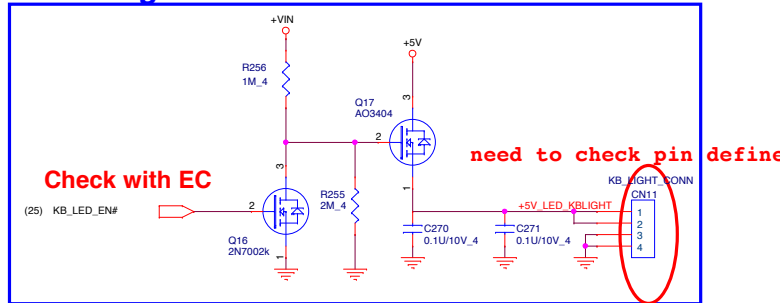 +VIN
+5V
R256
1M_4
Q17
AO3404
3
2
1
need to check pin define
Check with EC
KB_LIGHT_CONN
CN11
(25) KB_LED_EN#
3
2
1
R255
2M_4
+5V_LED_KBLIGHT
1
2
3
4
Q16
2N7002k
C270
0.1U/10V_4
C271
0.1U/10V_4